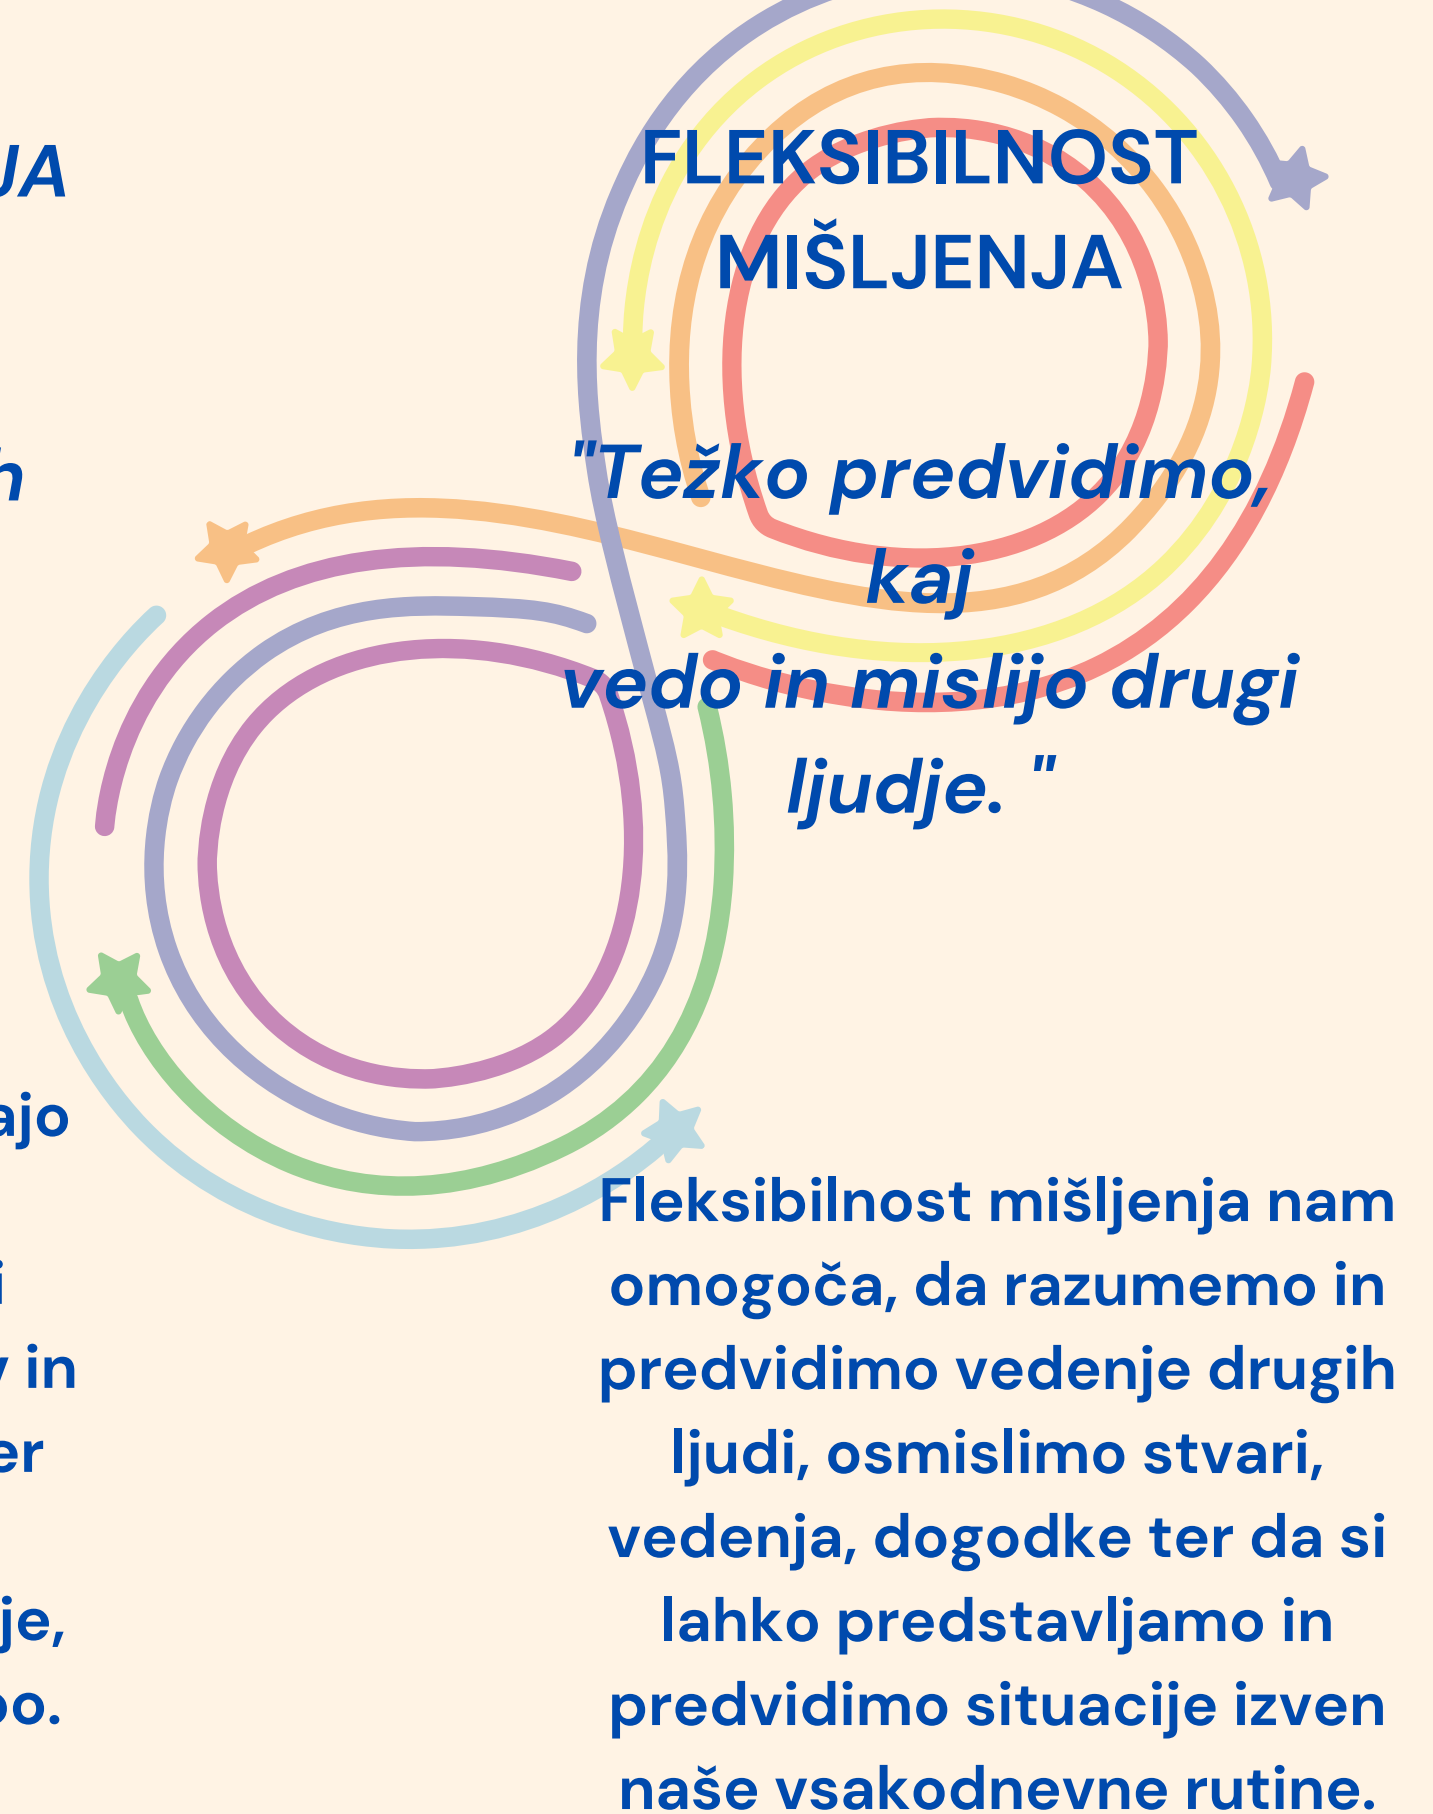 FLEKSIBILNOST
MIŠLJENJA
"Težko predvidimo,
kaj
vedo in mislijo drugi
ljudje. "
in
Fleksibilnost mišljenja nam
omogoča, da razumemo in
predvidimo vedenje drugih
ljudi, osmislimo stvari,
vedenja, dogodke ter da si
lahko predstavljamo in
predvidimo situacije izven
naše vsakodnevne rutine.